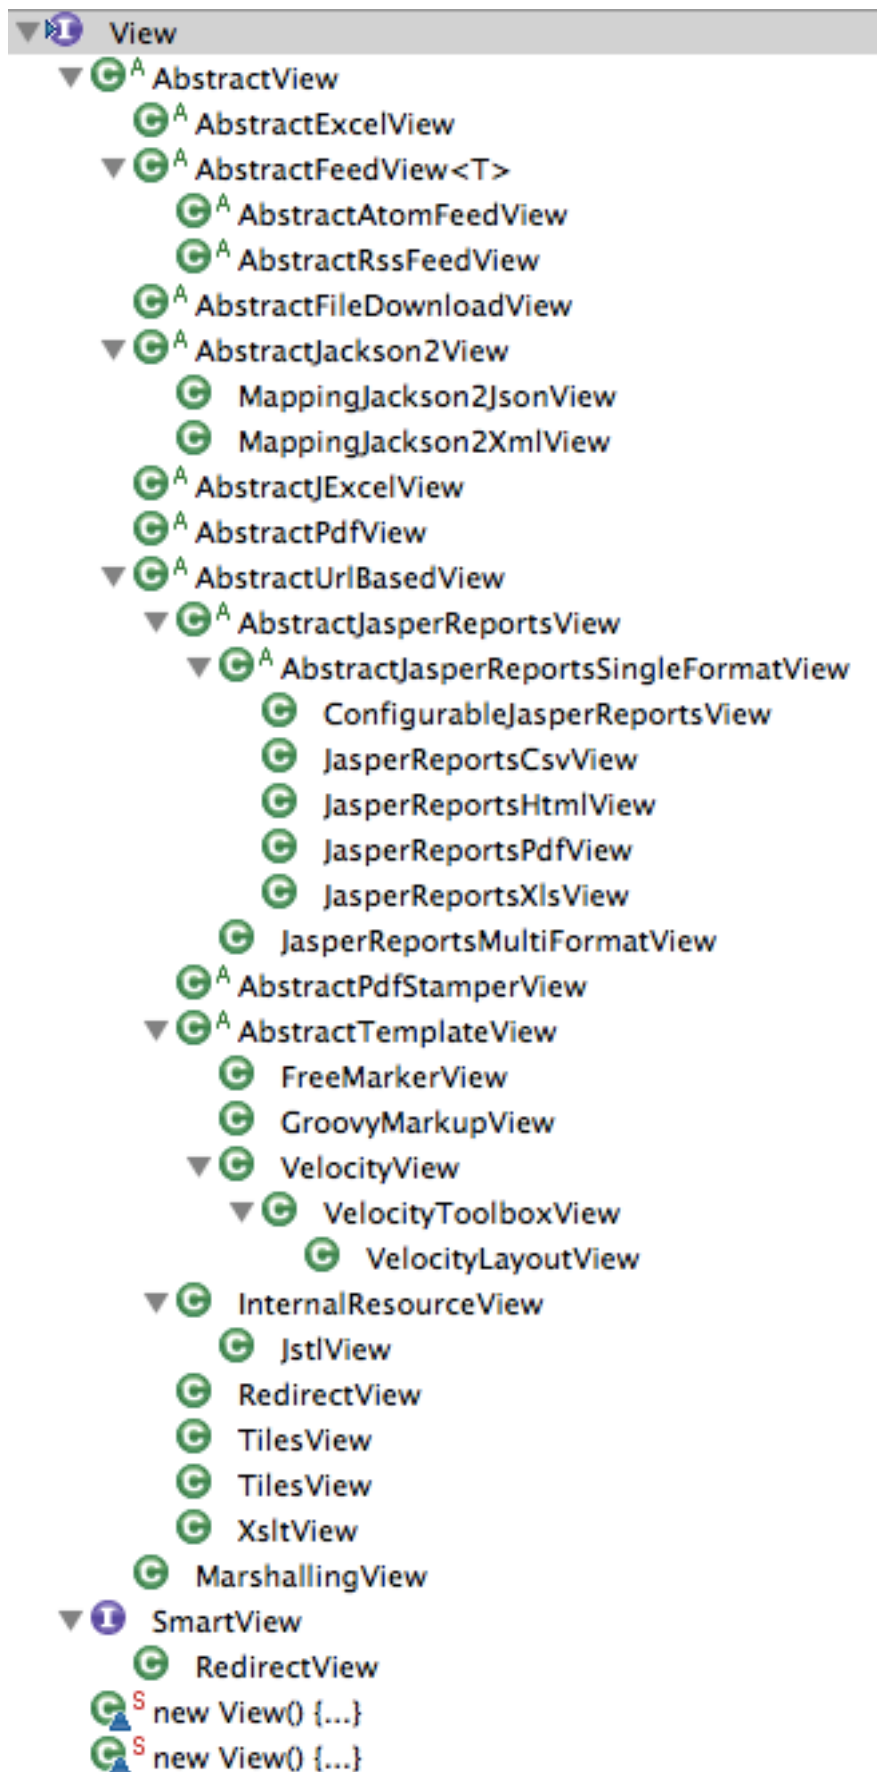 View
AbstractView
AbstractExcelView
AbstractFeedView<T>
AbstractAtomFeedView
AbstractRssFeedView
AbstractFileDownloadView
AbstractJackson2View
MappingJackson2JsonView
MappingJackson2XmlView
AbstractJExcelView
AbstractPdfView
AbstractUrlBasedView
AbstractJasperReportsView
AbstractJasperReportsSingleFormatView
ConfigurableJasperReportsView
JasperReportsCsvView
JasperReportsHtmlView
JasperReportsPdfView
JasperReportsXlsView
JasperReportsMultiFormatView
AbstractPdfStamperView
AbstractTemplateView
FreeMarkerView
GroovyMarkupView
VelocityView
VelocityToolboxView
VelocityLayoutView
InternalResourceView
JstlView
RedirectView
TilesView
TilesView
XsltView
MarshallingView
SmartView
RedirectView
new View() {...}
new View() {...}